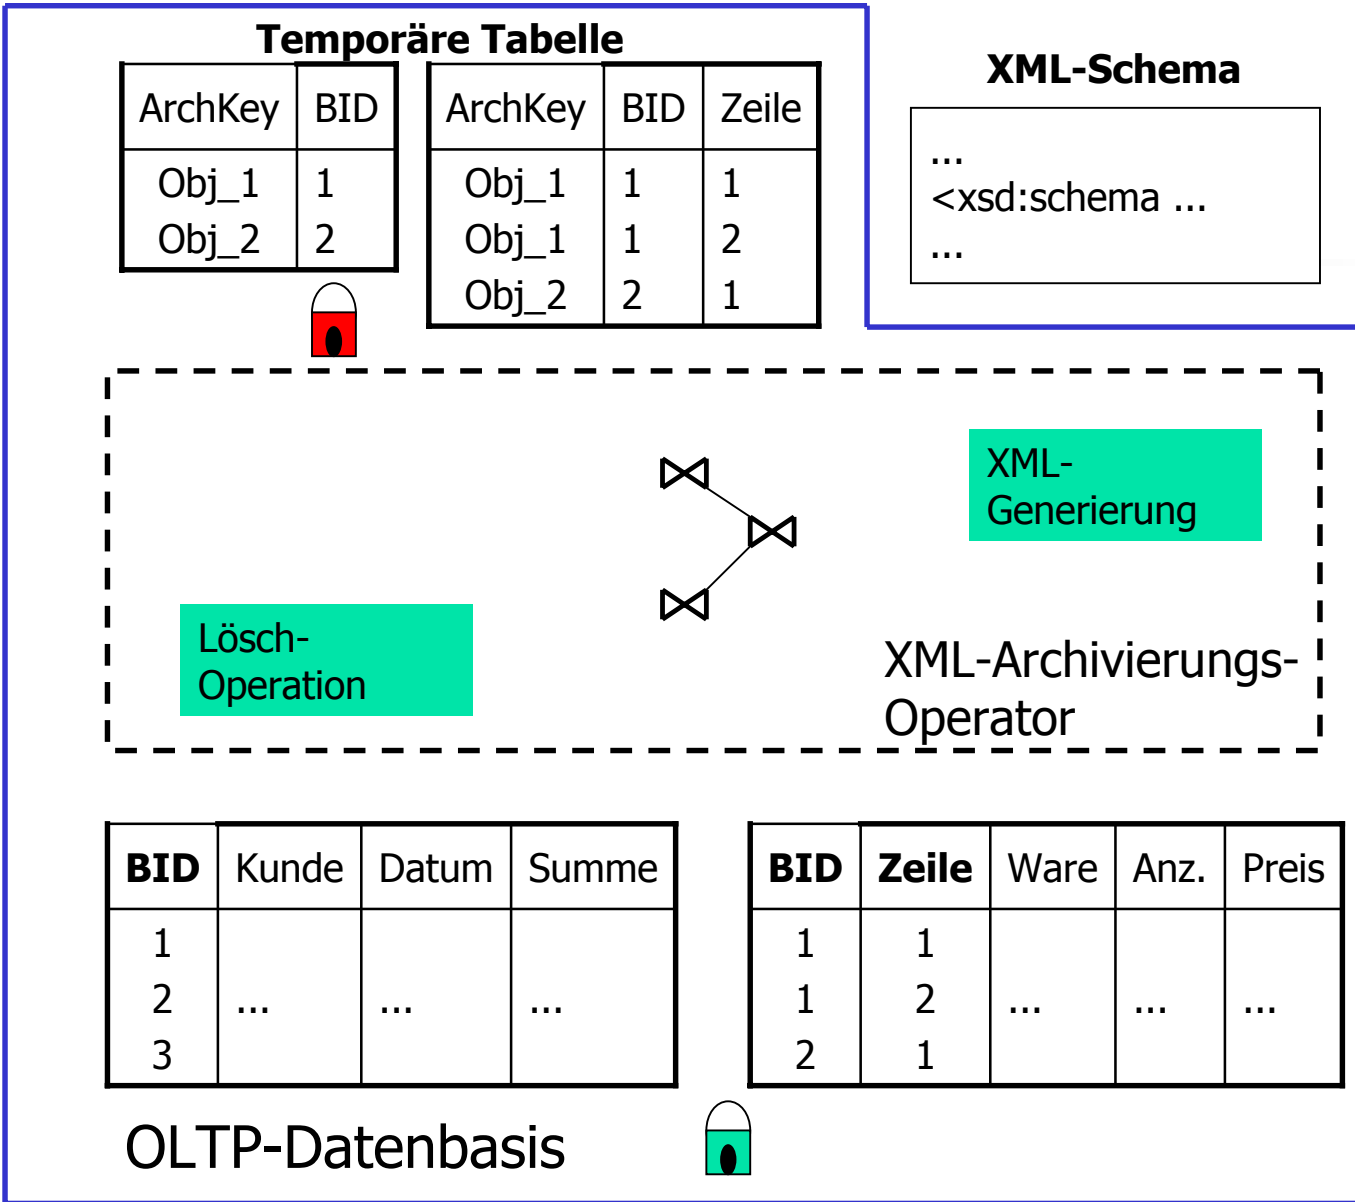 Temporäre Tabelle
ArchKey BID
Obj_1 1
Obj_2 2
ArchKey BID Zeile
Obj_1 1 1
Obj_1 1 2
Obj_2 2 1
XML-Schema
...
<xsd:schema ...
...
XML-
Generierung
Lösch-
Operation
XML-Archivierungs-
Operator
BID Kunde Datum Summe
1
2 ... ... ...
3
BID Zeile Ware Anz. Preis
1 1
1 2 ... ... ...
2 1
OLTP-Datenbasis